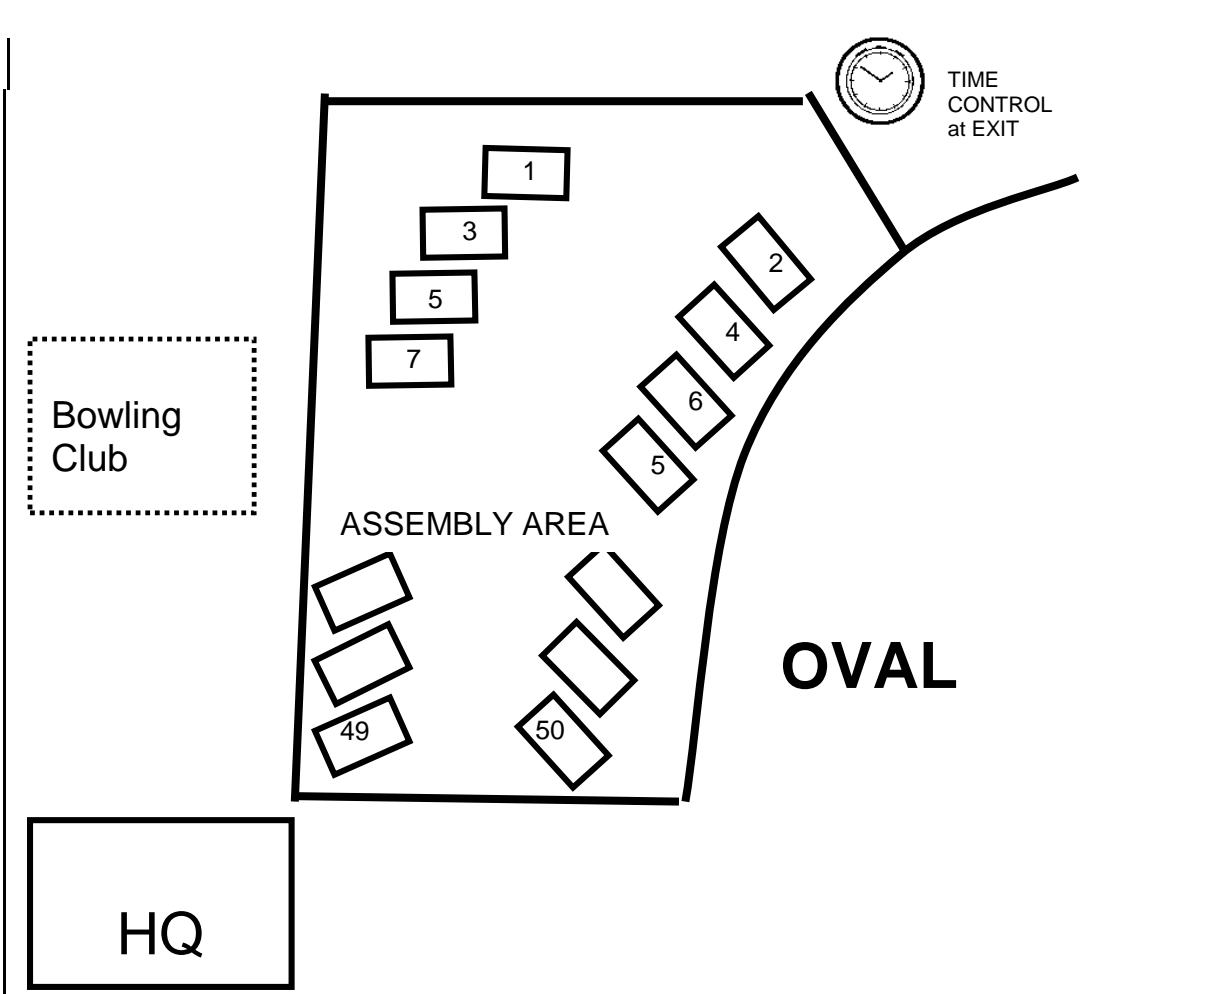 TIME
CONTROL
at EXIT
1
3
2
5
4
7
6
Bowling
Club
5
ASSEMBLY AREA
OVAL
49
50
HQ